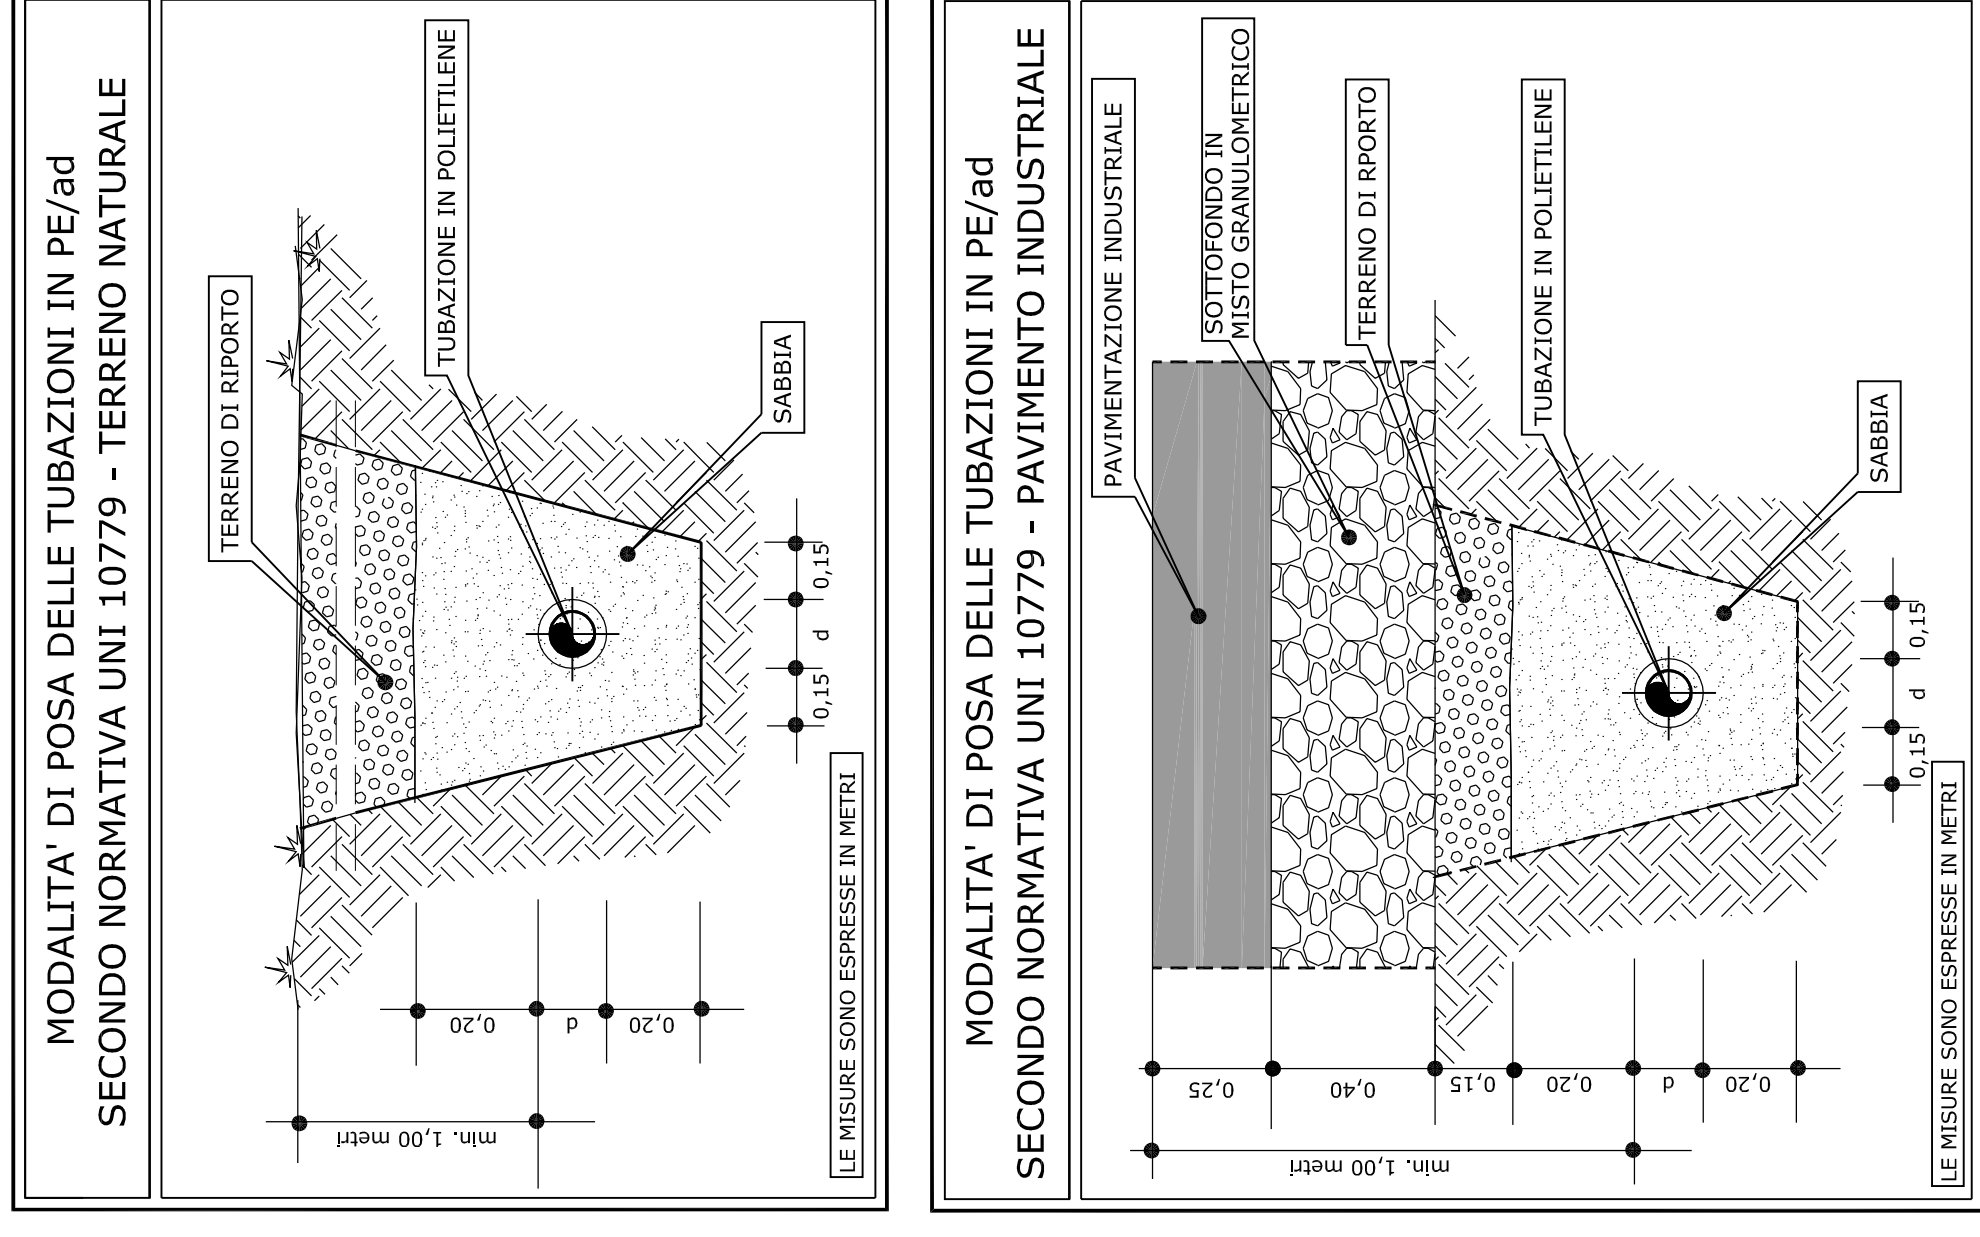 MODALITA' DI POSA DELLE TUBAZIONI IN PE/ad
SECONDO NORMATIVA UNI 10779 - TERRENO NATURALE
TERRENO DI RIPORTO
TUBAZIONE IN POLIETILENE
SABBIA
0,15
d
0,15
0,20
d
0,20
min. 1,00 metri
LE MISURE SONO ESPRESSE IN METRI
MODALITA' DI POSA DELLE TUBAZIONI IN PE/ad
SECONDO NORMATIVA UNI 10779 - PAVIMENTO INDUSTRIALE
PAVIMENTAZIONE INDUSTRIALE
SOTTOFONDO IN
MISTO GRANULOMETRICO
TERRENO DI RPORTO
TUBAZIONE IN POLIETILENE
SABBIA
0,15
d
0,15
0,25
0,40
0,15
0,20
d
0,20
min. 1,00 metri
LE MISURE SONO ESPRESSE IN METRI